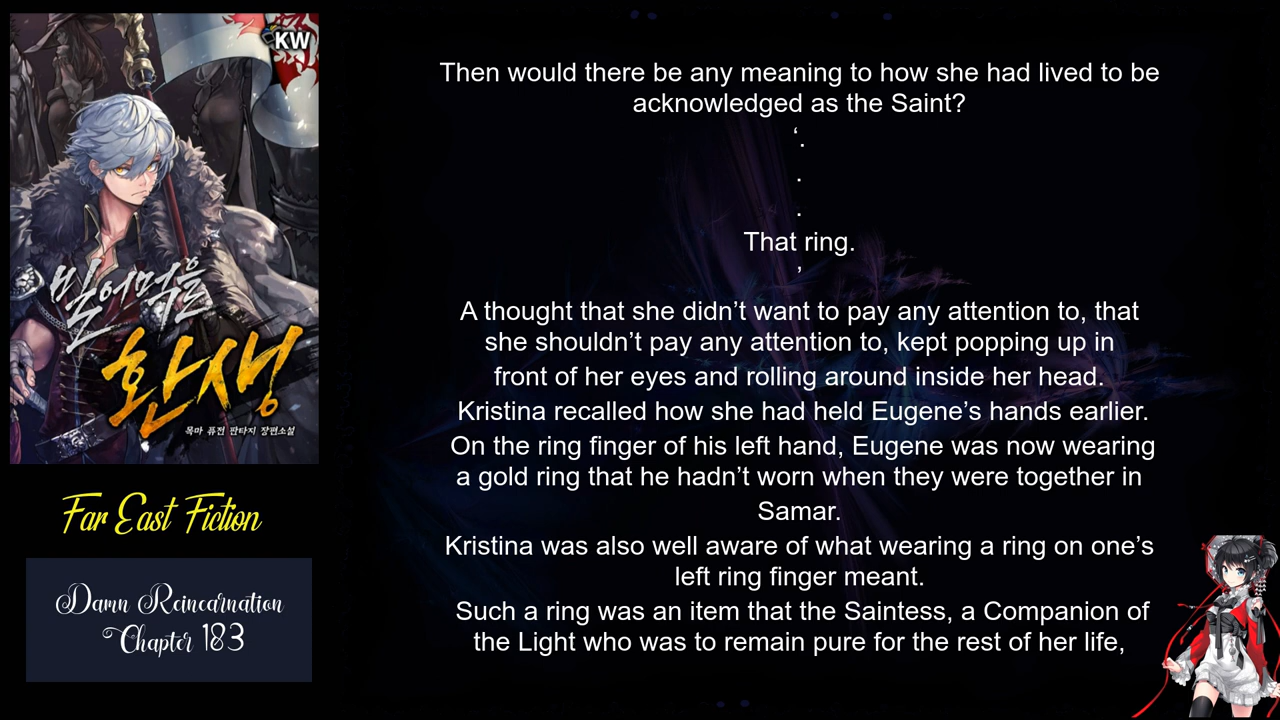 KW
빌어먹을
환생
목마 퓨전 판타지 장편소설
Far East Fiction
Damn Reincarnation
Chapter 183
Then would there be any meaning to how she had lived to be
acknowledged as the Saint?
‘.
.
.
That ring.
’
A thought that she didn’t want to pay any attention to, that
she shouldn’t pay any attention to, kept popping up in
front of her eyes and rolling around inside her head.
Kristina recalled how she had held Eugene’s hands earlier.
On the ring finger of his left hand, Eugene was now wearing
a gold ring that he hadn’t worn when they were together in
Samar.
Kristina was also well aware of what wearing a ring on one’s
left ring finger meant.
Such a ring was an item that the Saintess, a Companion of
the Light who was to remain pure for the rest of her life,